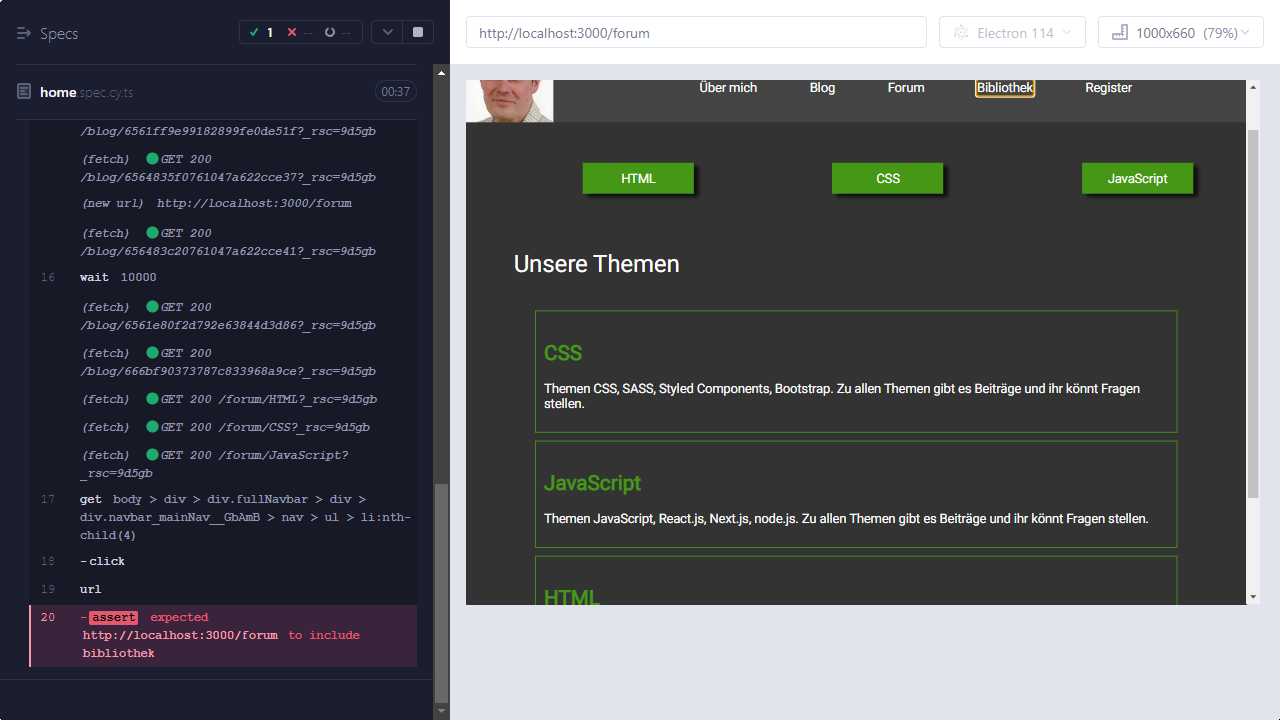 Specs
1
--
--
http://localhost:3000/forum
Electron 114
1000x660 (79%)
home.spec.cy.ts
00:37
/blog/6561ff9e99182899fe0de51f?_rsc=9d5gb
(fetch) GET 200
/blog/6564835f0761047a622cce37?_rsc=9d5gb
(new url) http://localhost:3000/forum
(fetch) GET 200
/blog/656483c20761047a622cce41?_rsc=9d5gb
16 wait 10000
(fetch) GET 200
/blog/6561e80f2d792e63844d3d86?_rsc=9d5gb
(fetch) GET 200
/blog/666bf90373787c833968a9ce?_rsc=9d5gb
(fetch) GET 200 /forum/HTML?_rsc=9d5gb
(fetch) GET 200 /forum/CSS?_rsc=9d5gb
(fetch) GET 200 /forum/JavaScript?
_rsc=9d5gb
17 get body > div > div.fullNavbar > div >
div.navbar_mainNav__GbAmB > nav > ul > li:nth-
child(4)
18 -click
19 url
20 -assert expected
http://localhost:3000/forum to include
bibliothek
Über mich Blog Forum Bibliothek Register
HTML CSS JavaScript
Unsere Themen
CSS
Themen CSS, SASS, Styled Components, Bootstrap. Zu allen Themen gibt es Beiträge und ihr könnt Fragen
stellen.
JavaScript
Themen JavaScript, React.js, Next.js, node.js. Zu allen Themen gibt es Beiträge und ihr könnt Fragen stellen.
HTML